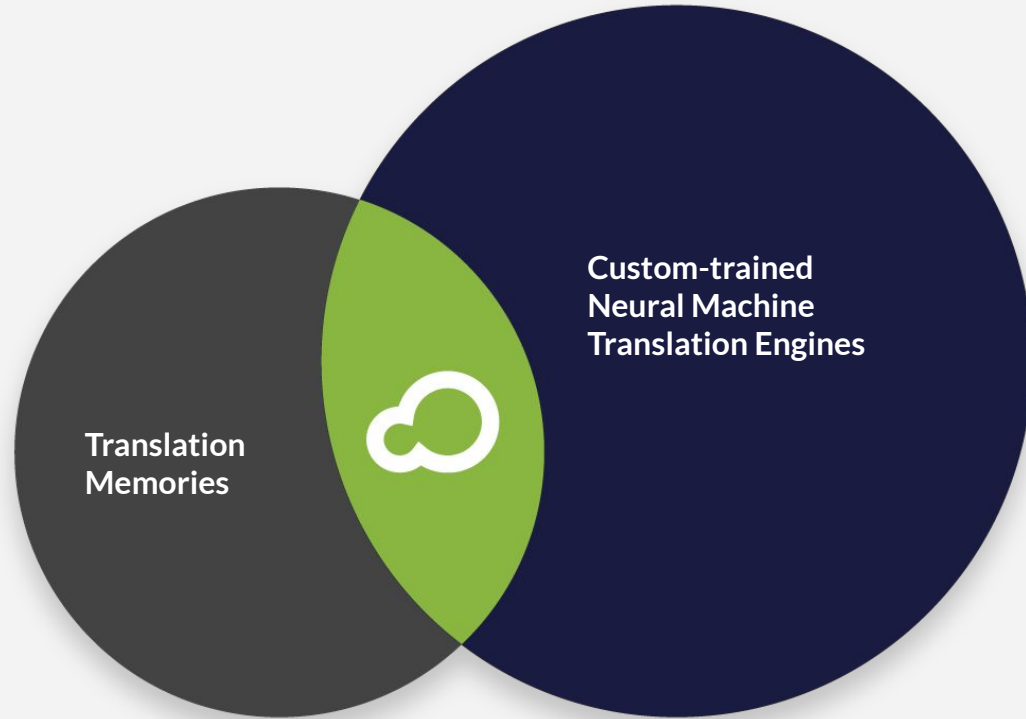 Custom-trained
Neural Machine
Translation Engines
Translation
Memories